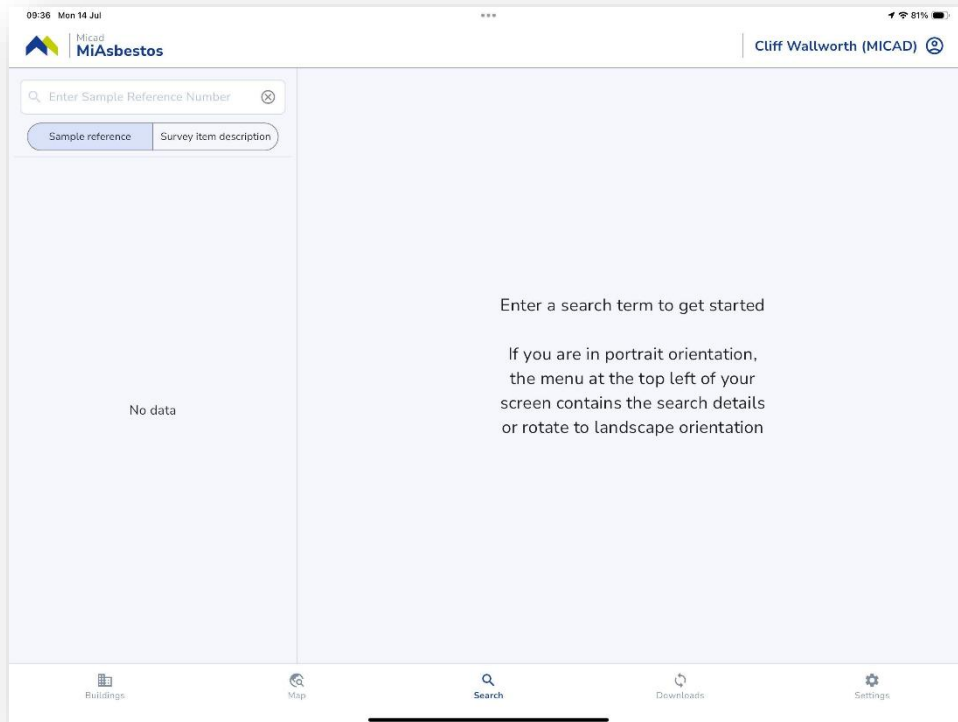 09:36 Mon 14 Jul
81%
Micad
MiAsbestos
Cliff Wallworth (MICAD)
Enter Sample Reference Number
Sample reference
Survey item description
No data
Enter a search term to get started
If you are in portrait orientation,
the menu at the top left of your
screen contains the search details
or rotate to landscape orientation
Buildings
Map
Search
Downloads
Settings